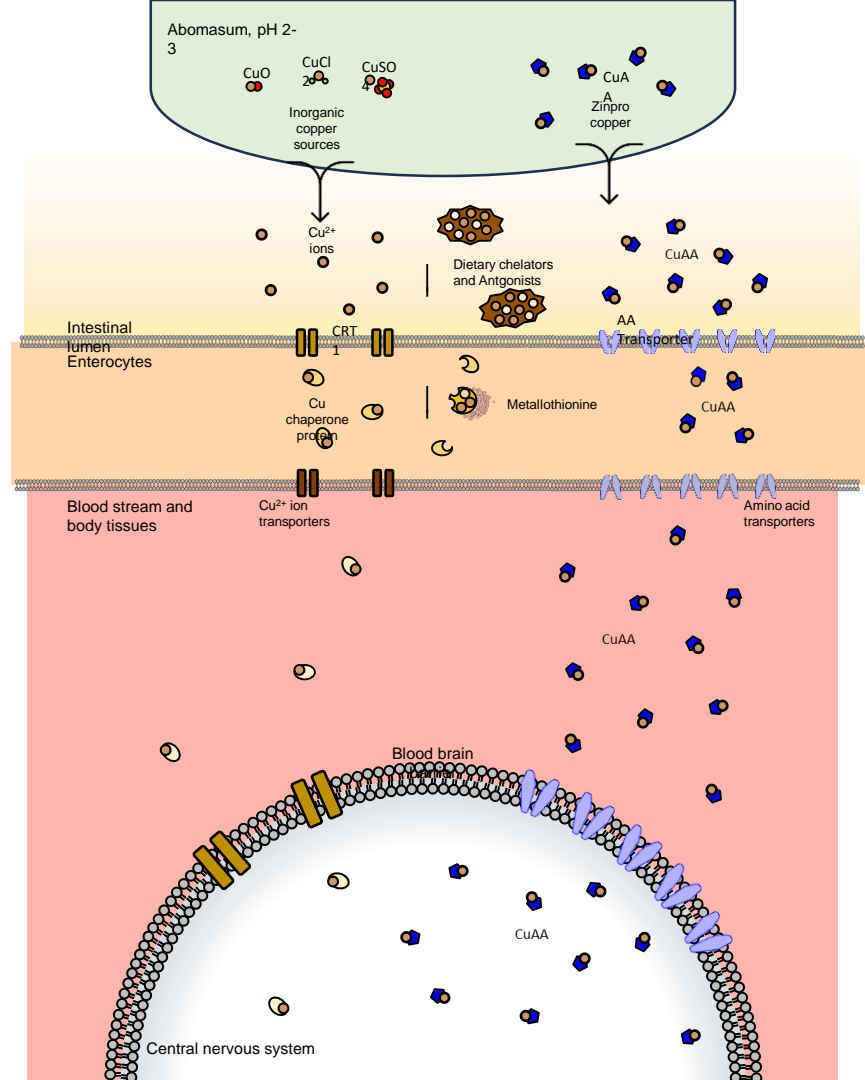 Abomasum, pH 2-
3
CuO
CuCl
2
CuSO
4
Inorganic
copper
sources
CuA
A
Zinpro
copper
Cu²⁺
ions
Dietary chelators
and Antgonists
CuAA
Intestinal
lumen
CRT
1
AA
Transporter
Enterocytes
Cu
chaperone
protein
Metallothionine
CuAA
Blood stream and
body tissues
Cu²⁺ ion
transporters
Amino acid
transporters
CuAA
Blood brain
barrier
CuAA
Central nervous system